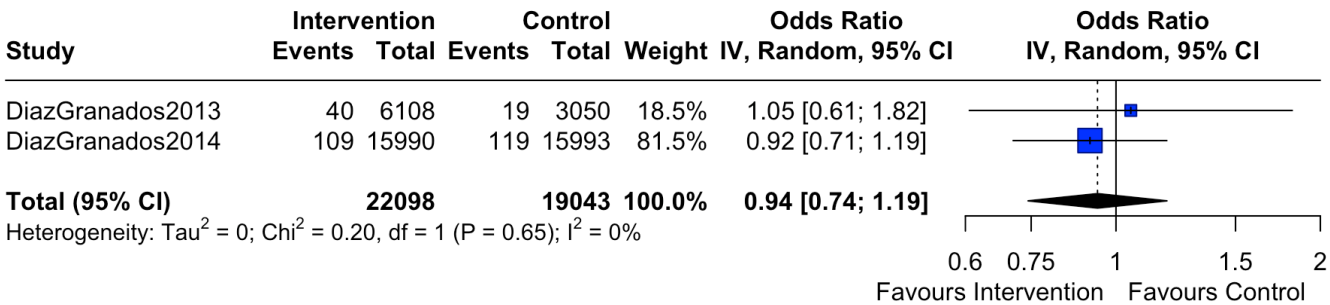 Intervention Control Odds Ratio Odds Ratio
Study Events Total Events Total Weight IV, Random, 95% CI IV, Random, 95% CI
DiazGranados2013 40 6108 19 3050 18.5% 1.05 [0.61; 1.82]
DiazGranados2014 109 15990 119 15993 81.5% 0.92 [0.71; 1.19]
Total (95% CI) 22098 19043 100.0% 0.94 [0.74; 1.19]
Heterogeneity: Tau² = 0; Chi² = 0.20, df = 1 (P = 0.65); I² = 0%
0.6 0.75 1 1.5 2
Favours Intervention Favours Control